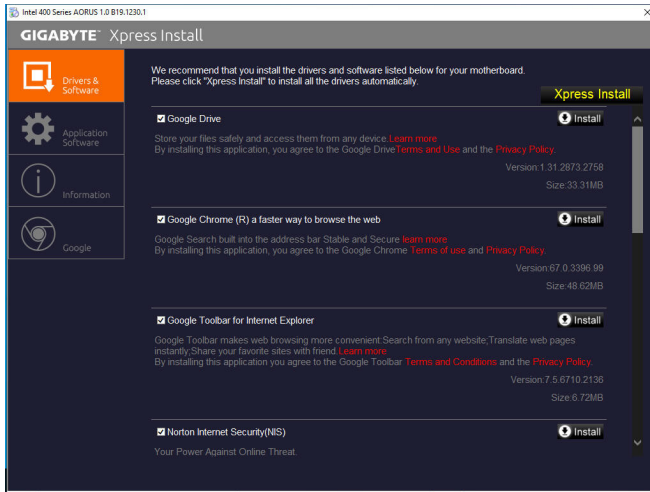 Intel 400 Series AORUS 1.0 B19.1230.1
GIGABYTE™ Xpress Install
Drivers &
Software
Application
Software
Information
Google
We recommend that you install the drivers and software listed below for your motherboard.
Please click "Xpress Install" to install all the drivers automatically.
Xpress Install
Google Drive
Install
Store your files safely and access them from any device.Learn more
By installing this application, you agree to the Google DriveTerms and Use and the Privacy Policy.
Version:1.31.2873.2758
Size:33.31MB
Google Chrome (R) a faster way to browse the web
Install
Google Search built into the address bar Stable and Secure learn more
By installing this application, you agree to the Google Chrome Terms of use and Privacy Policy.
Version:67.0.3396.99
Size:48.62MB
Google Toolbar for Internet Explorer
Install
Google Toolbar makes web browsing more convenient:Search from any website;Translate web pages
instantly;Share your favorite sites with friend.Learn more
By installing this application you agree to the Google Toolbar Terms and Conditions and the Privacy Policy.
Version:7.5.6710.2136
Size:6.72MB
Norton Internet Security(NIS)
Install
Your Power Against Online Threat.